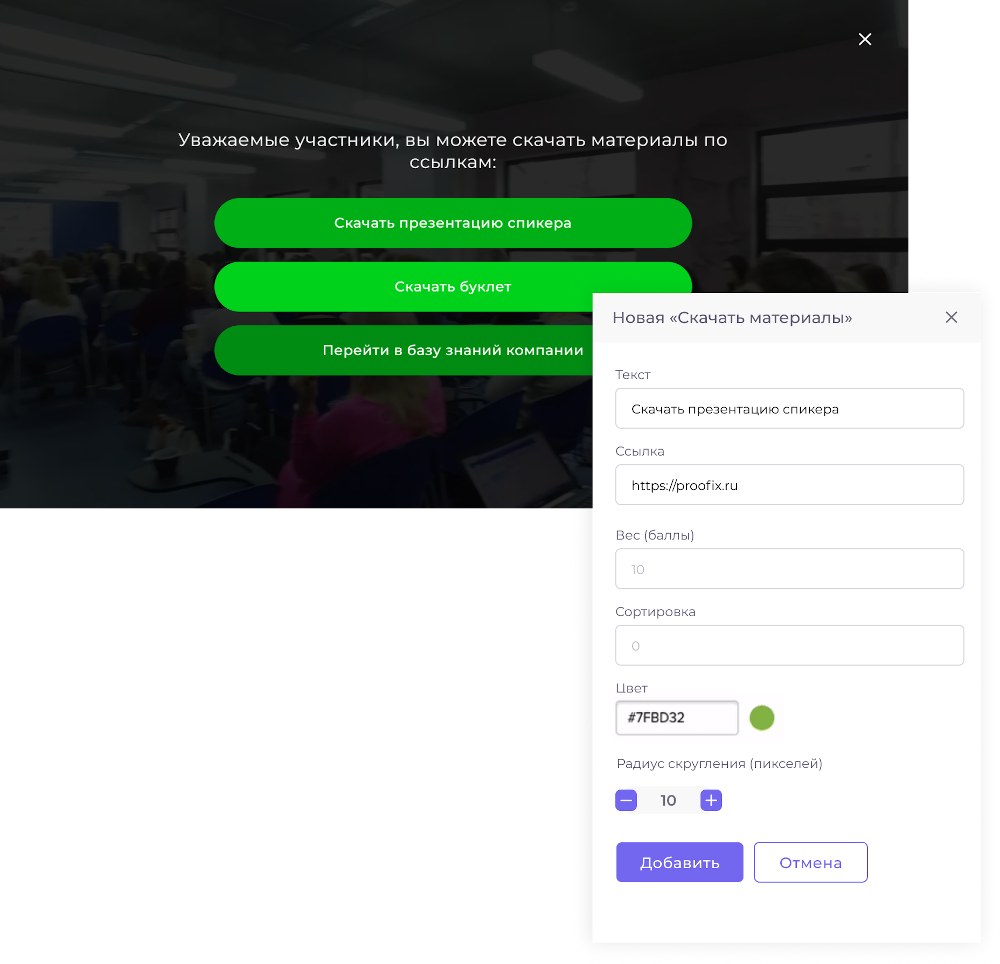 Уважаемые участники, вы можете скачать материалы по
ссылкам:
Скачать презентацию спикера
Скачать буклет
Перейти в базу знаний компании
Новая «Скачать материалы»
Текст
Скачать презентацию спикера
Ссылка
https://proofix.ru
Вес (баллы)
10
Сортировка
0
Цвет
#7FBD32
Радиус скругления (пикселей)
10
Добавить
Отмена